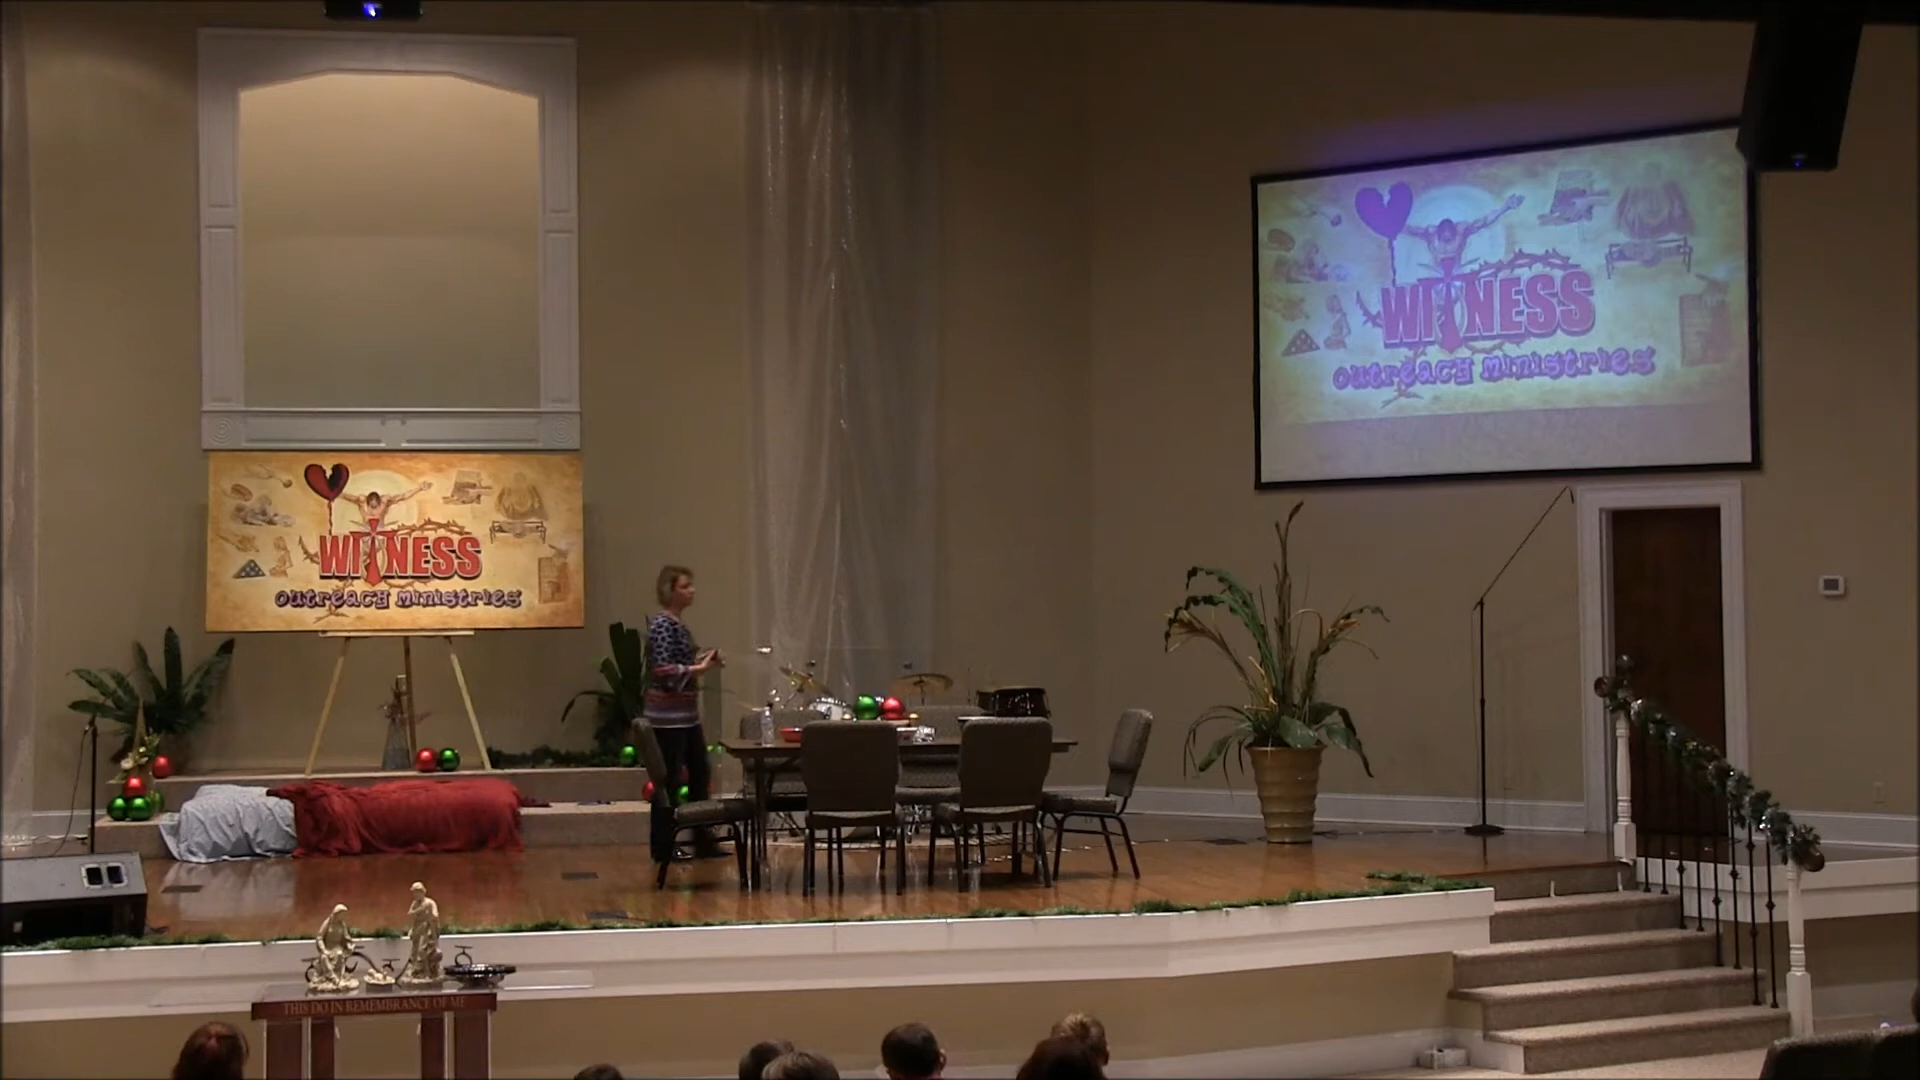 WITNESS
OUTREACH MINISTRIES
WITNESS
OUTREACH MINISTRIES
THIS DO IN REMEMBRANCE OF ME